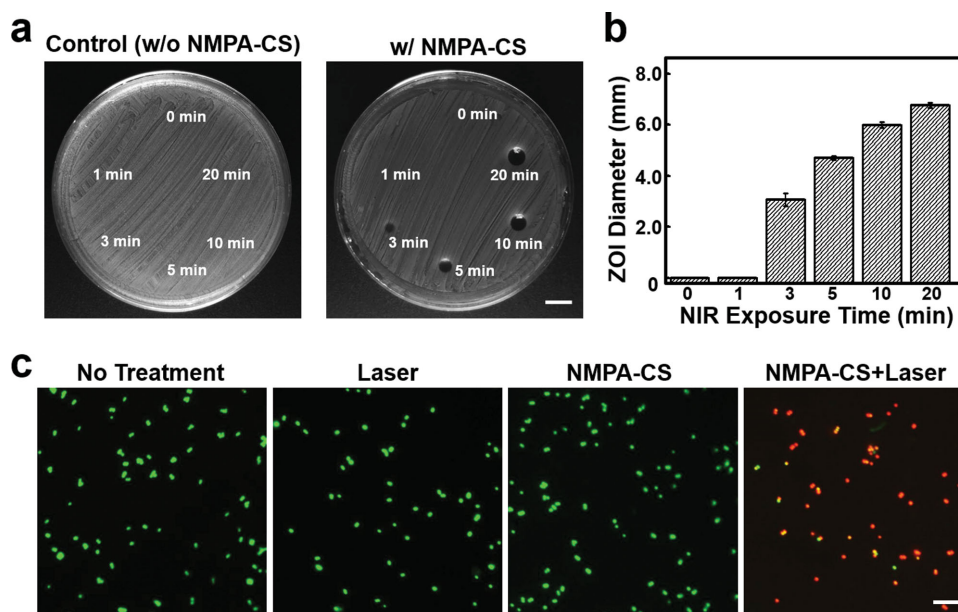 a
Control (w/o NMPA-CS)
0 min
1 min
20 min
3 min
10 min
5 min
w/ NMPA-CS
0 min
1 min
20 min
3 min
10 min
5 min
b
ZOI Diameter (mm)
8.0
6.0
4.0
2.0
0
0 1 3 5 10 20
NIR Exposure Time (min)
c
No Treatment
Laser
NMPA-CS
NMPA-CS+Laser